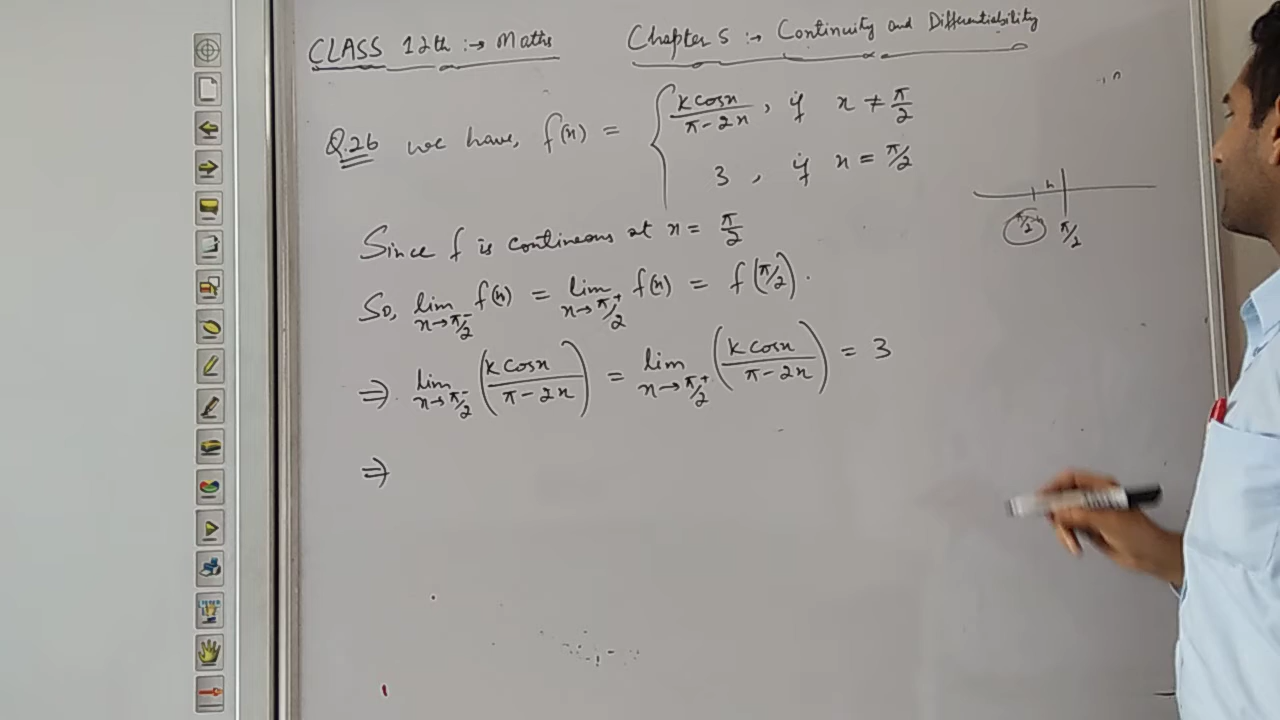 CLASS 12th :→ Maths Chapter 5 :→ Continuity and Differentiability
Q.26 we have, f(x) = { k cosx / π - 2x , if x ≠ π/2
3 , if x = π/2
h
π/2-h π/2
Since f is contineous at x = π/2
So, lim x→π/2⁻ f(x) = lim x→π/2⁺ f(x) = f(π/2).
⇒ lim x→π/2⁻ (k cosx / π - 2x) = lim x→π/2⁺ (k cosx / π - 2x) = 3
⇒